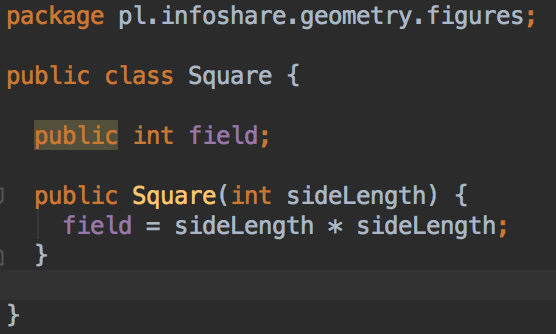 package pl.infoshare.geometry.figures;
public class Square {
public int field;
public Square(int sideLength) {
field = sideLength * sideLength;
}
}